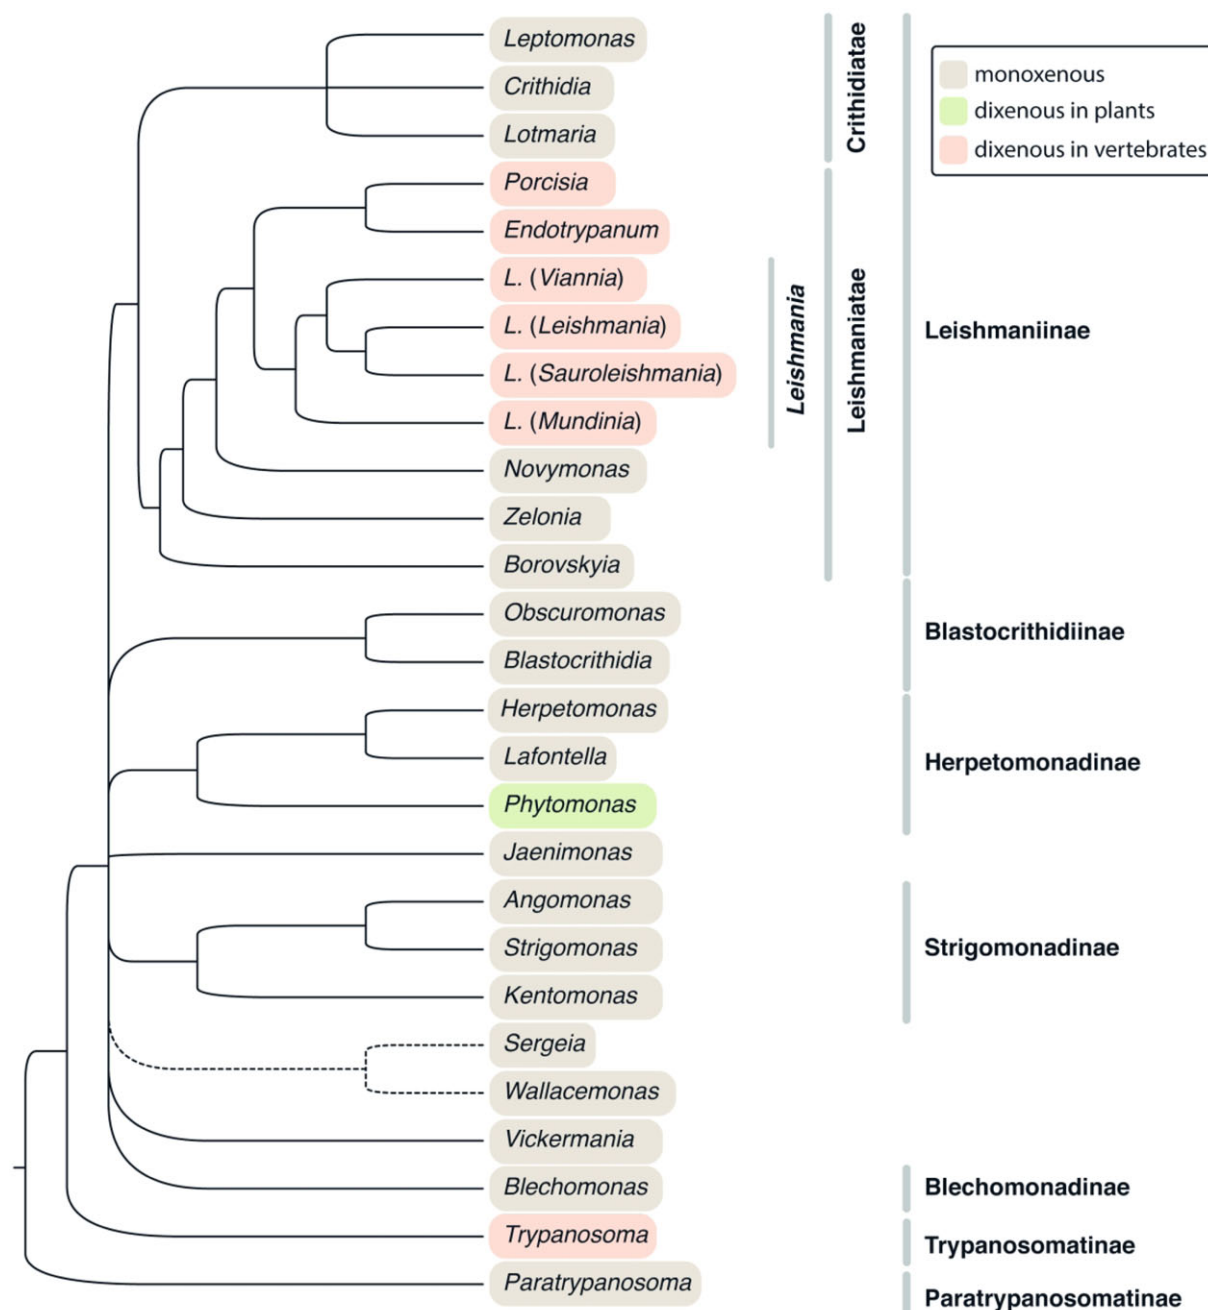 Leptomonas
Crithidia
Lotmaria
Porcisia
Endotrypanum
L. (Viannia)
L. (Leishmania)
L. (Sauroleishmania)
L. (Mundinia)
Novymonas
Zelonia
Borovskyia
Obscuromonas
Blastocrithidia
Herpetomonas
Lafontella
Phytomonas
Jaenimonas
Angomonas
Strigomonas
Kentomonas
Sergeia
Wallacemonas
Vickermania
Blechomonas
Trypanosoma
Paratrypanosoma
Leishmania
Crithidiatae
Leishmaniatae
monoxenous
dixenous in plants
dixenous in vertebrates
Leishmaniinae
Blastocrithidiinae
Herpetomonadinae
Strigomonadinae
Blechomonadinae
Trypanosomatinae
Paratrypanosomatinae